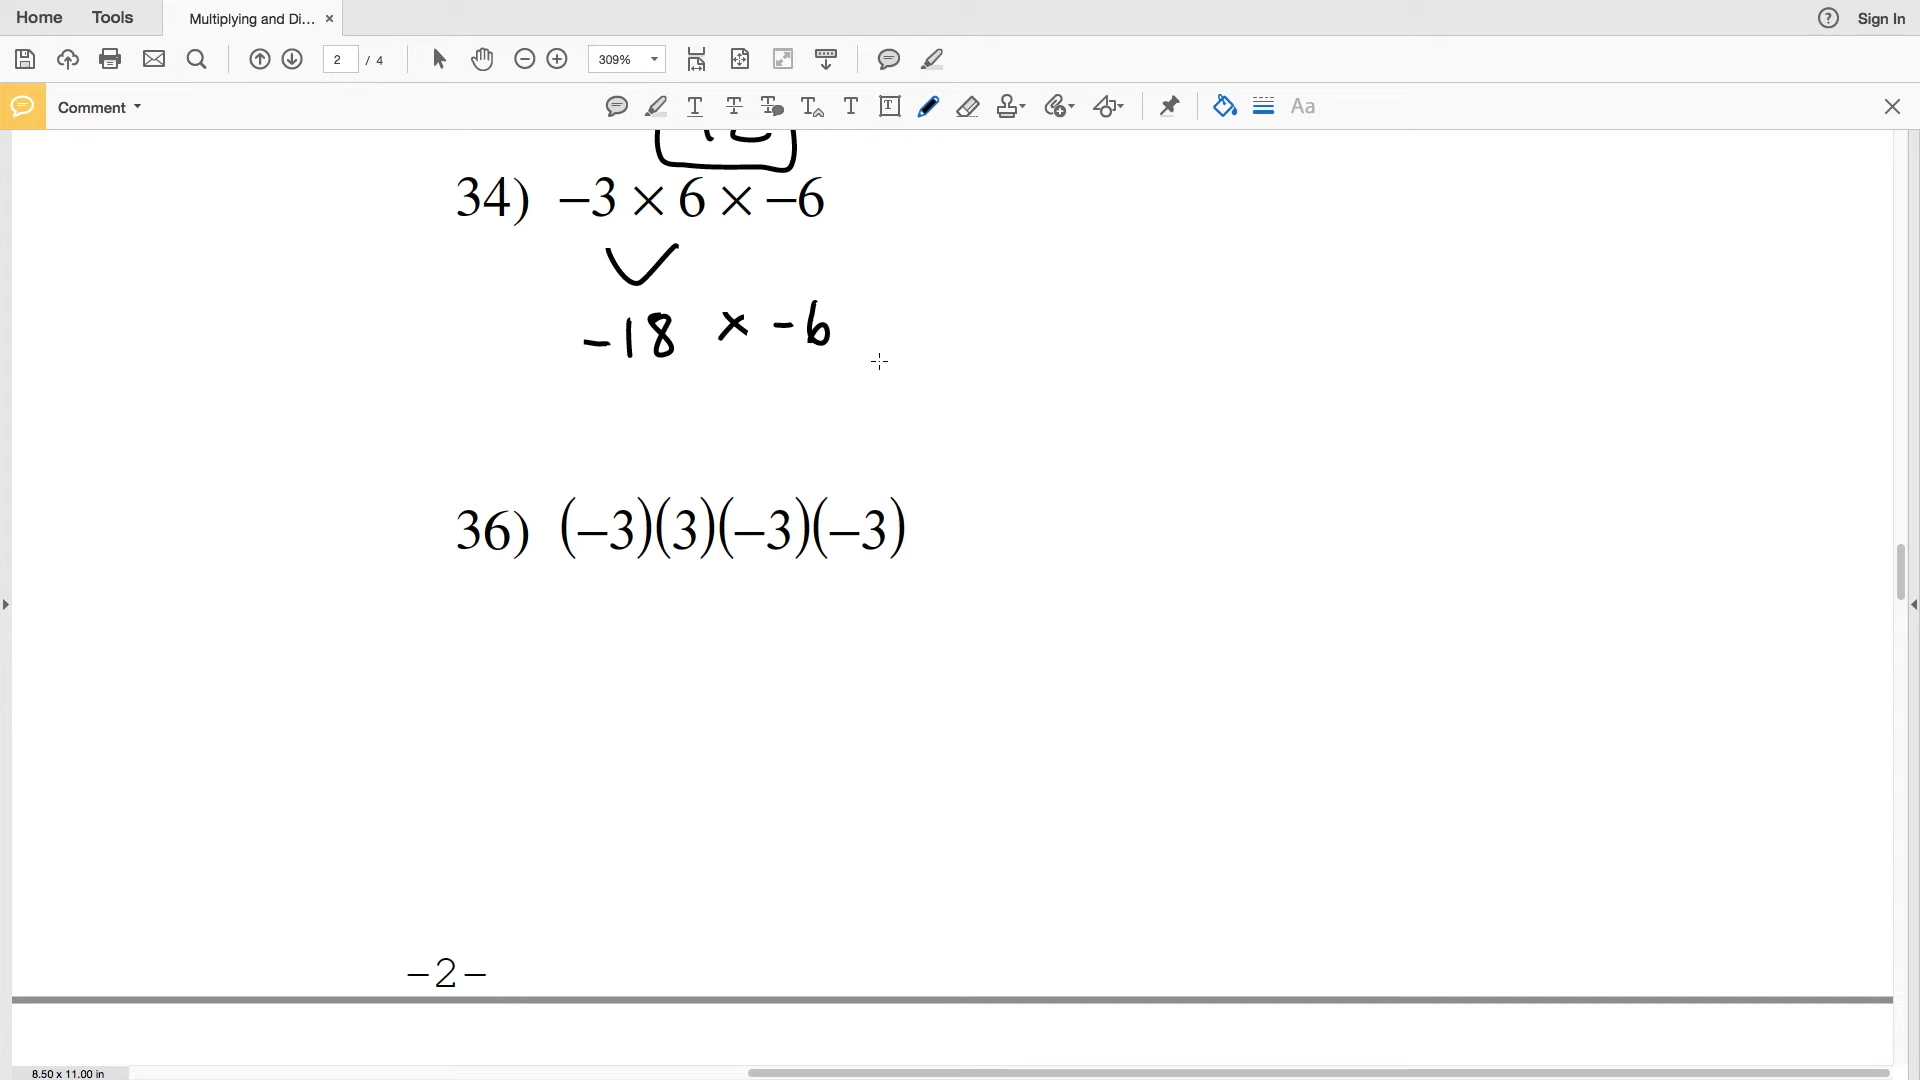 Home Tools Multiplying and Di... × ? Sign In
2 / 4 309%
Comment Aa
34) −3 × 6 × −6
-18 × -6
36) (−3)(3)(−3)(−3)
-2-
8.50 x 11.00 in